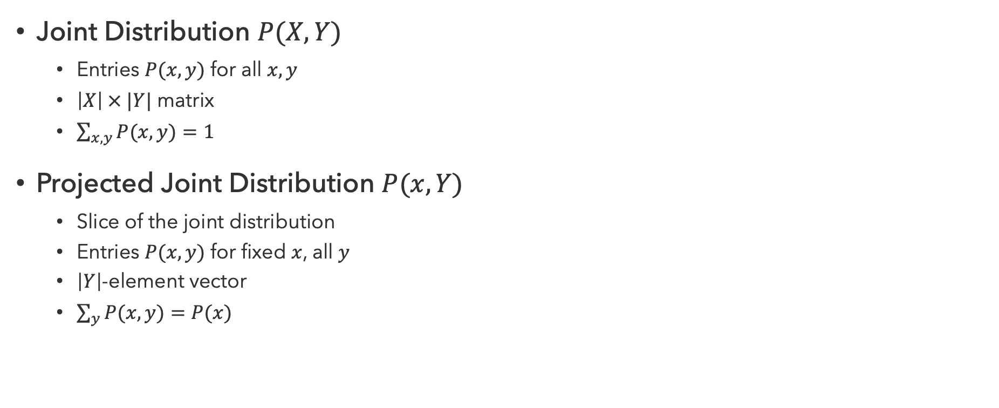 • Joint Distribution P(X, Y)
• Entries P(x, y) for all x, y
• |X| × |Y| matrix
• ∑x,y P(x, y) = 1
• Projected Joint Distribution P(x, Y)
• Slice of the joint distribution
• Entries P(x, y) for fixed x, all y
• |Y|-element vector
• ∑y P(x, y) = P(x)